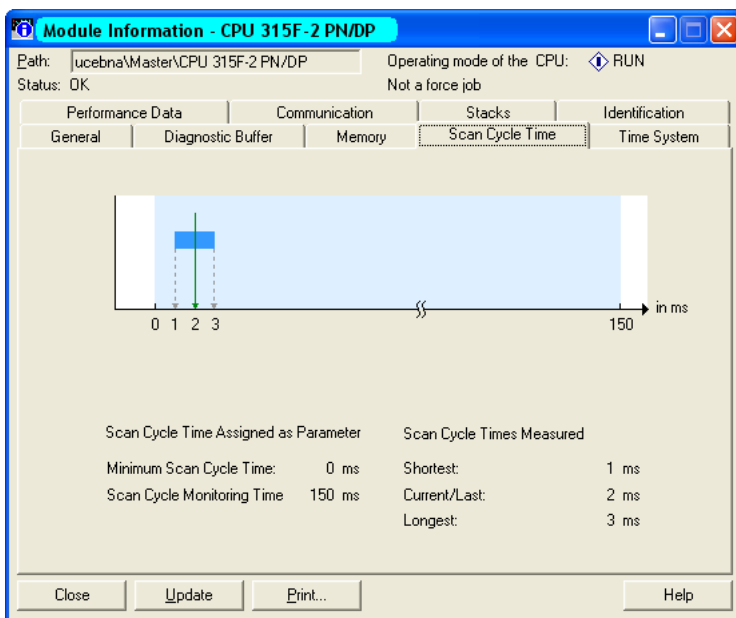 Module Information - CPU 315F-2 PN/DP
Path: ucebna\Master\CPU 315F-2 PN/DP Operating mode of the CPU: RUN
Status: OK Not a force job
Performance Data Communication Stacks Identification
General Diagnostic Buffer Memory Scan Cycle Time Time System
in ms
0 1 2 3 150
Scan Cycle Time Assigned as Parameter Scan Cycle Times Measured
Minimum Scan Cycle Time: 0 ms Shortest: 1 ms
Scan Cycle Monitoring Time 150 ms Current/Last: 2 ms
Longest: 3 ms
Close Update Print... Help